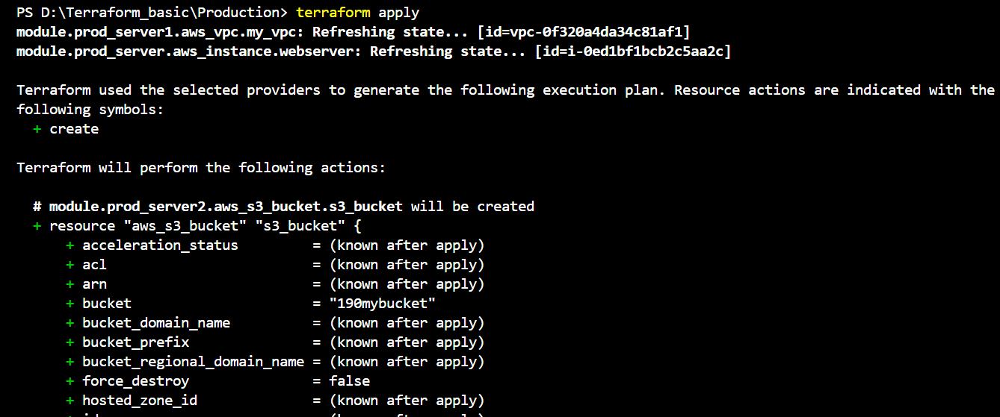 PS D:\Terraform_basic\Production> terraform apply
module.prod_server1.aws_vpc.my_vpc: Refreshing state... [id=vpc-0f320a4da34c81af1]
module.prod_server.aws_instance.webserver: Refreshing state... [id=i-0ed1bf1bcb2c5aa2c]
Terraform used the selected providers to generate the following execution plan. Resource actions are indicated with the
following symbols:
+ create
Terraform will perform the following actions:
# module.prod_server2.aws_s3_bucket.s3_bucket will be created
+ resource "aws_s3_bucket" "s3_bucket" {
+ acceleration_status = (known after apply)
+ acl = (known after apply)
+ arn = (known after apply)
+ bucket = "190mybucket"
+ bucket_domain_name = (known after apply)
+ bucket_prefix = (known after apply)
+ bucket_regional_domain_name = (known after apply)
+ force_destroy = false
+ hosted_zone_id = (known after apply)